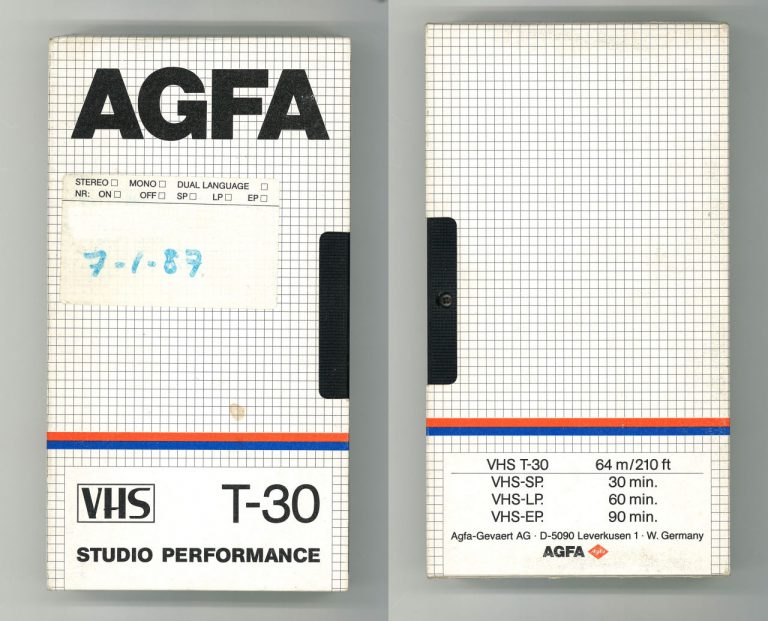 AGFA
STEREO □ MONO □ DUAL LANGUAGE □
NR: ON □ OFF □ SP □ LP □ EP □
7-1-87
VHS T-30
STUDIO PERFORMANCE
VHS T-30 64 m/210 ft
VHS-SP. 30 min.
VHS-LP. 60 min.
VHS-EP. 90 min.
Agfa-Gevaert AG · D-5090 Leverkusen 1 · W. Germany
AGFA Agfa